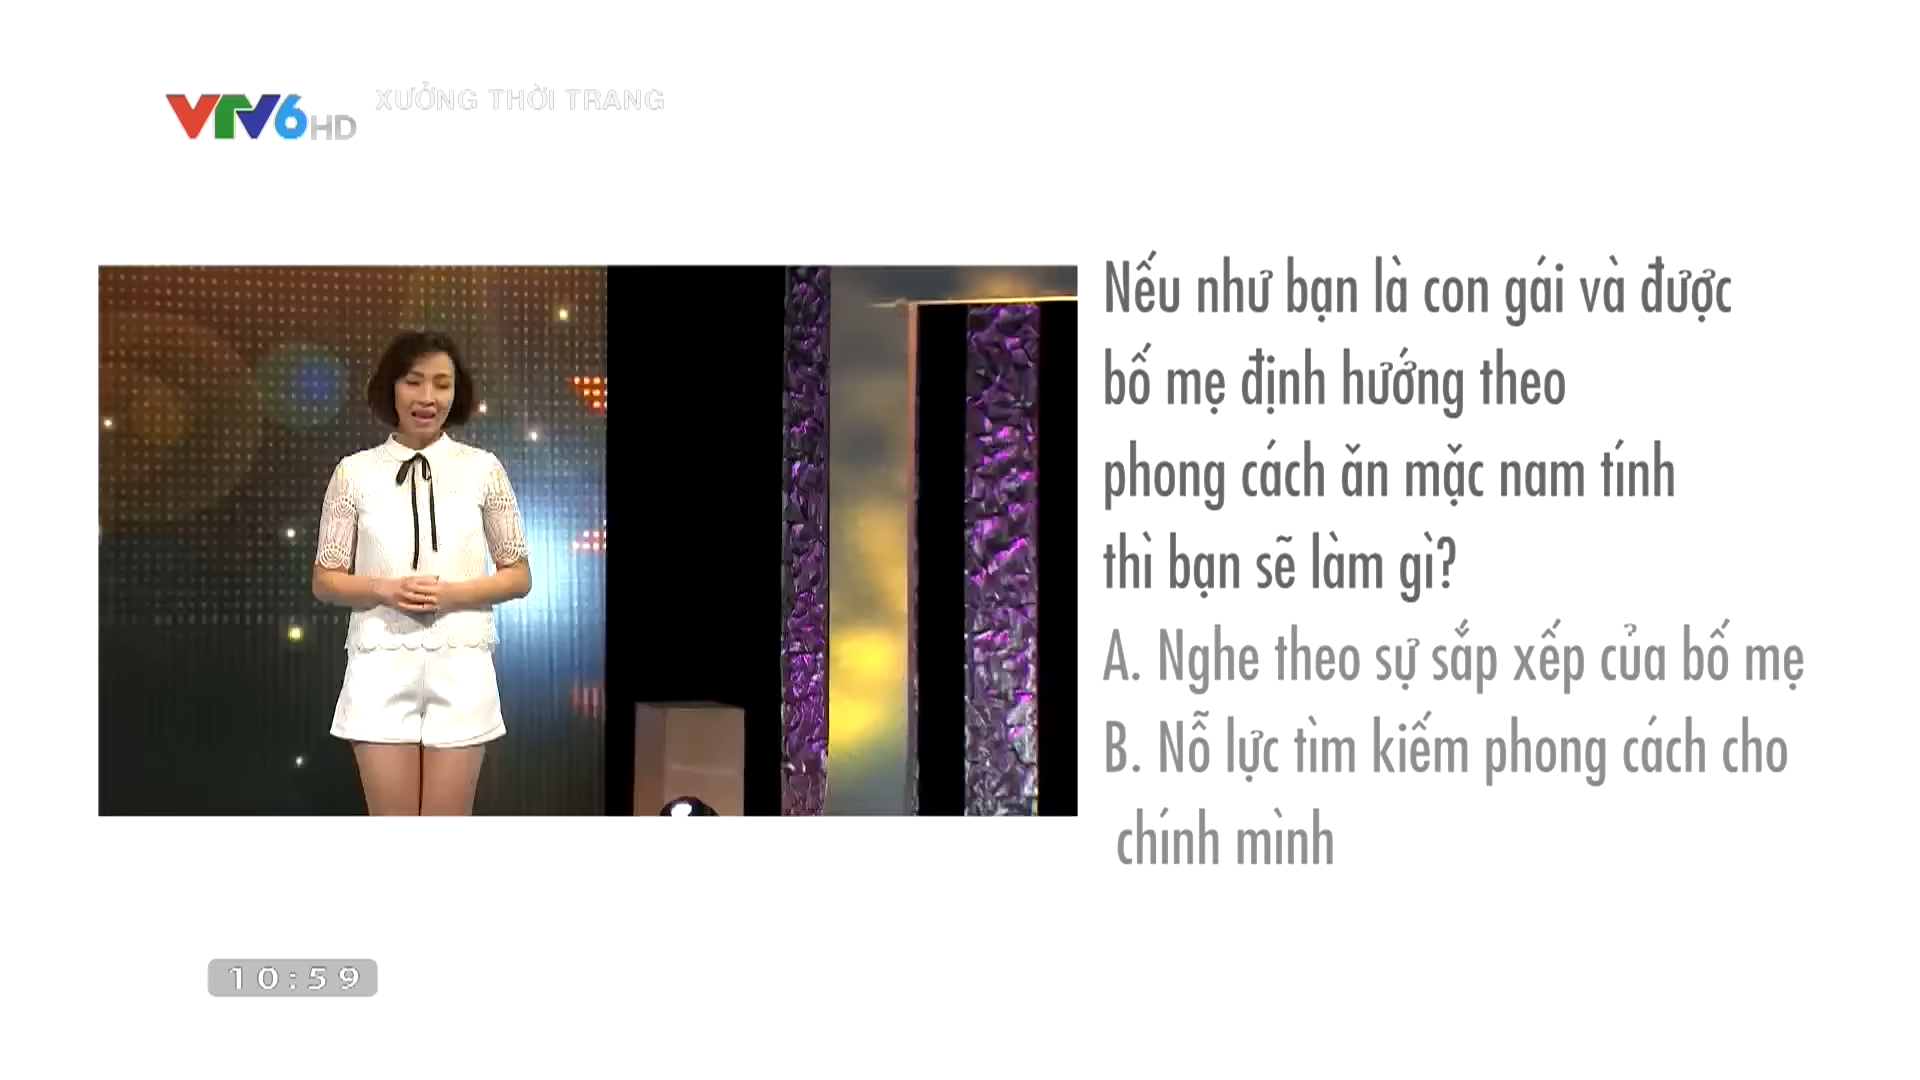 VTV6 HD
XƯỞNG THỜI TRANG
Nếu như bạn là con gái và được
bố mẹ định hướng theo
phong cách ăn mặc nam tính
thì bạn sẽ làm gì?
A. Nghe theo sự sắp xếp của bố mẹ
B. Nỗ lực tìm kiếm phong cách cho
chính mình
10:59